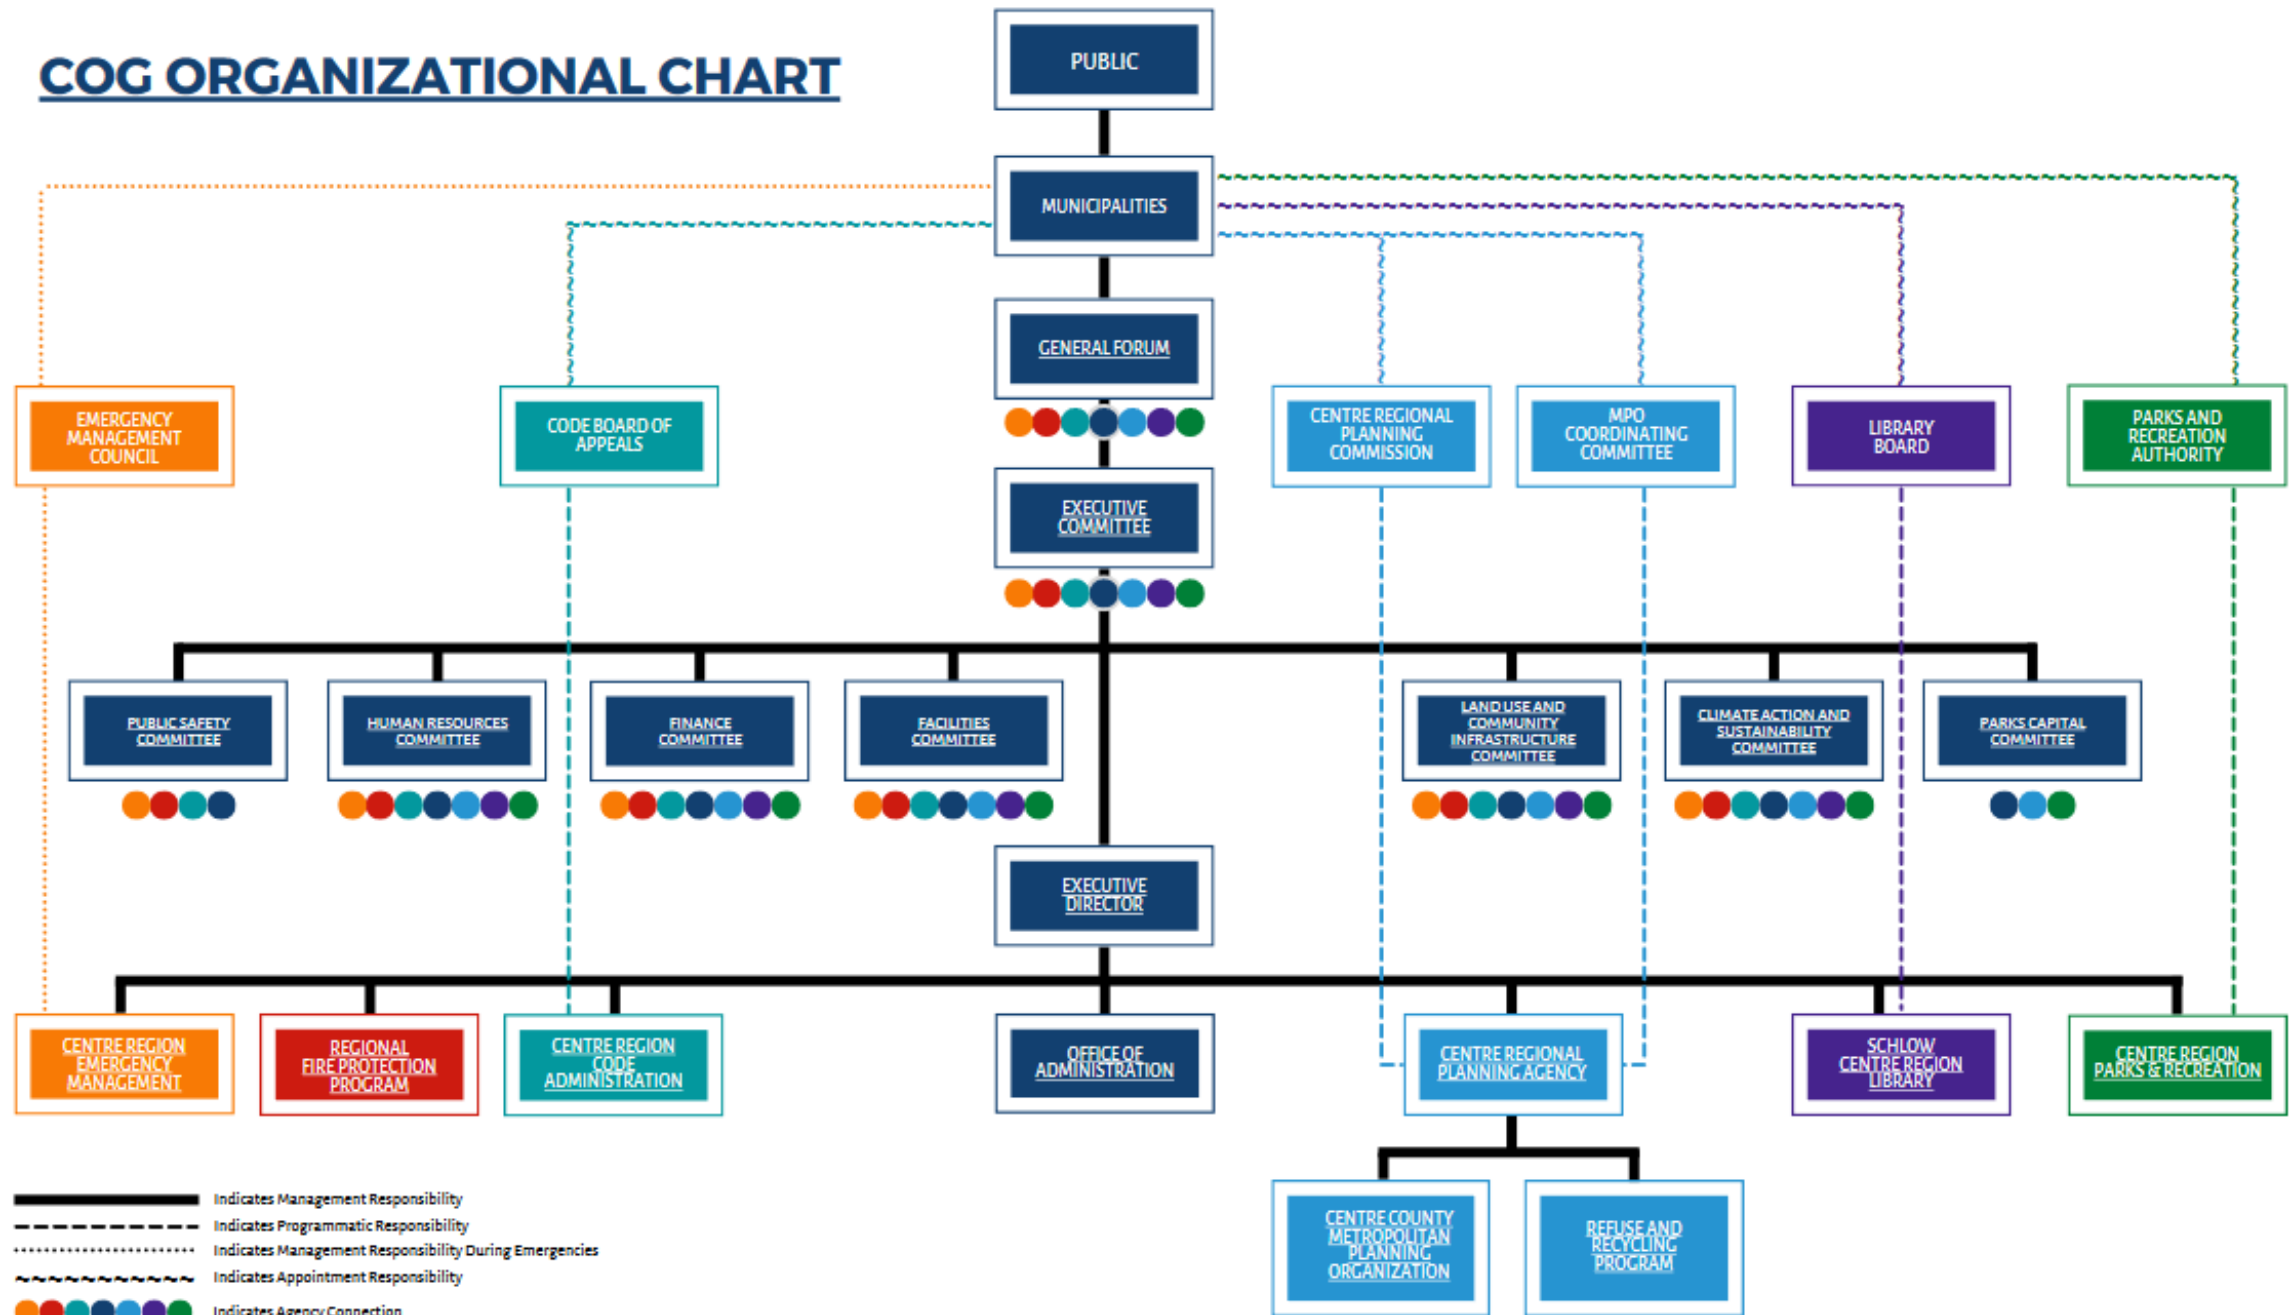 COG ORGANIZATIONAL CHART
PUBLIC
MUNICIPALITIES
GENERAL FORUM
EMERGENCY
MANAGEMENT
COUNCIL
CODE BOARD OF
APPEALS
CENTRE REGIONAL
PLANNING
COMMISSION
MPO
COORDINATING
COMMITTEE
LIBRARY
BOARD
PARKS AND
RECREATION
AUTHORITY
EXECUTIVE
COMMITTEE
PUBLIC SAFETY
COMMITTEE
HUMAN RESOURCES
COMMITTEE
FINANCE
COMMITTEE
FACILITIES
COMMITTEE
LAND USE AND
COMMUNITY
INFRASTRUCTURE
COMMITTEE
CLIMATE ACTION AND
SUSTAINABILITY
COMMITTEE
PARKS CAPITAL
COMMITTEE
EXECUTIVE
DIRECTOR
CENTRE REGION
EMERGENCY
MANAGEMENT
REGIONAL
FIRE PROTECTION
PROGRAM
CENTRE REGION
CODE
ADMINISTRATION
OFFICE OF
ADMINISTRATION
CENTRE REGIONAL
PLANNING AGENCY
SCHLOW
CENTRE REGION
LIBRARY
CENTRE REGION
PARKS & RECREATION
CENTRE COUNTY
METROPOLITAN
PLANNING
ORGANIZATION
REFUSE AND
RECYCLING
PROGRAM
Indicates Management Responsibility
Indicates Programmatic Responsibility
Indicates Management Responsibility During Emergencies
Indicates Appointment Responsibility
Indicates Agency Connection